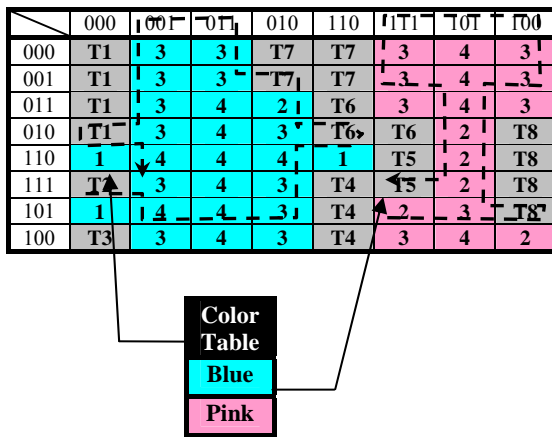 000 001 011 010 110 111 101 100
000 T1 3 3 T7 T7 3 4 3
001 T1 3 3 T7 T7 3 4 3
011 T1 3 4 2 T6 3 4 3
010 T1 3 4 3 T6 T6 2 T8
110 1 4 4 4 1 T5 2 T8
111 T2 3 4 3 T4 T5 2 T8
101 1 4 4 3 T4 2 3 T8
100 T3 3 4 3 T4 3 4 2
Color
Table
Blue
Pink